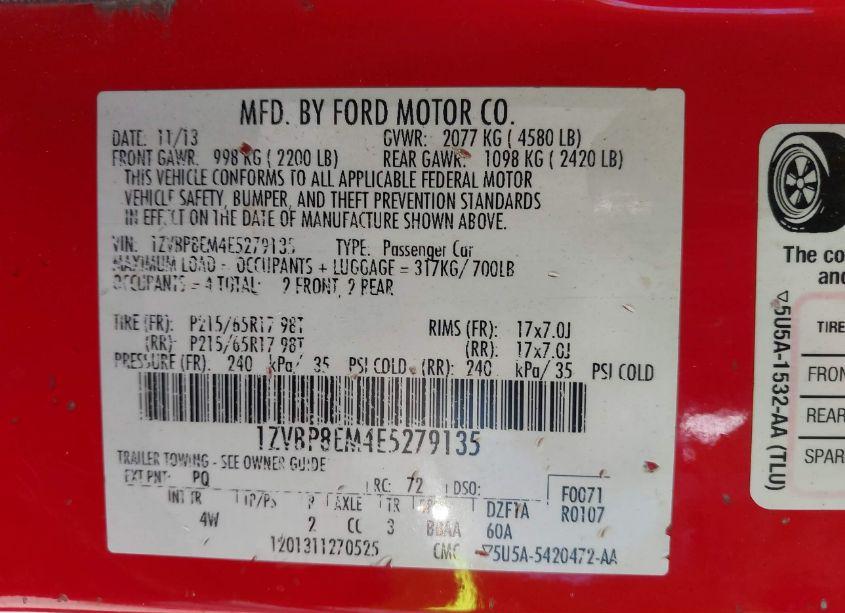 MFD. BY FORD MOTOR CO.
DATE: 11/13 GVWR: 2077 KG ( 4580 LB)
FRONT GAWR: 998 KG ( 2200 LB) REAR GAWR: 1098 KG ( 2420 LB)
THIS VEHICLE CONFORMS TO ALL APPLICABLE FEDERAL MOTOR
VEHICLE SAFETY, BUMPER, AND THEFT PREVENTION STANDARDS
IN EFFECT ON THE DATE OF MANUFACTURE SHOWN ABOVE.
VIN: 1ZVBP8EM4E5279135 TYPE: Passenger Car
MAXIMUM LOAD = OCCUPANTS + LUGGAGE = 317KG/700LB
OCCUPANTS = 4 TOTAL: 2 FRONT, 2 REAR
TIRE (FR): P215/65R17 98T RIMS (FR): 17x7.0J
(RR): P215/65R17 98T (RR): 17x7.0J
PRESSURE (FR): 240 kPa/ 35 PSI COLD (RR): 240 kPa/ 35 PSI COLD
1ZVBP8EM4E5279135
TRAILER TOWING - SEE OWNER GUIDE
EXT PNT: PQ RC: 72 DSO: F0071
INT TR TP/PS R AXLE TR R0107
4W 2 CC 3 BBAA 60A
1201311270525 CMC ▽5U5A-5420472-AA
The co
and
TIRE
FRON
REAR
SPAR
▽5U5A-1532-AA (TLU)